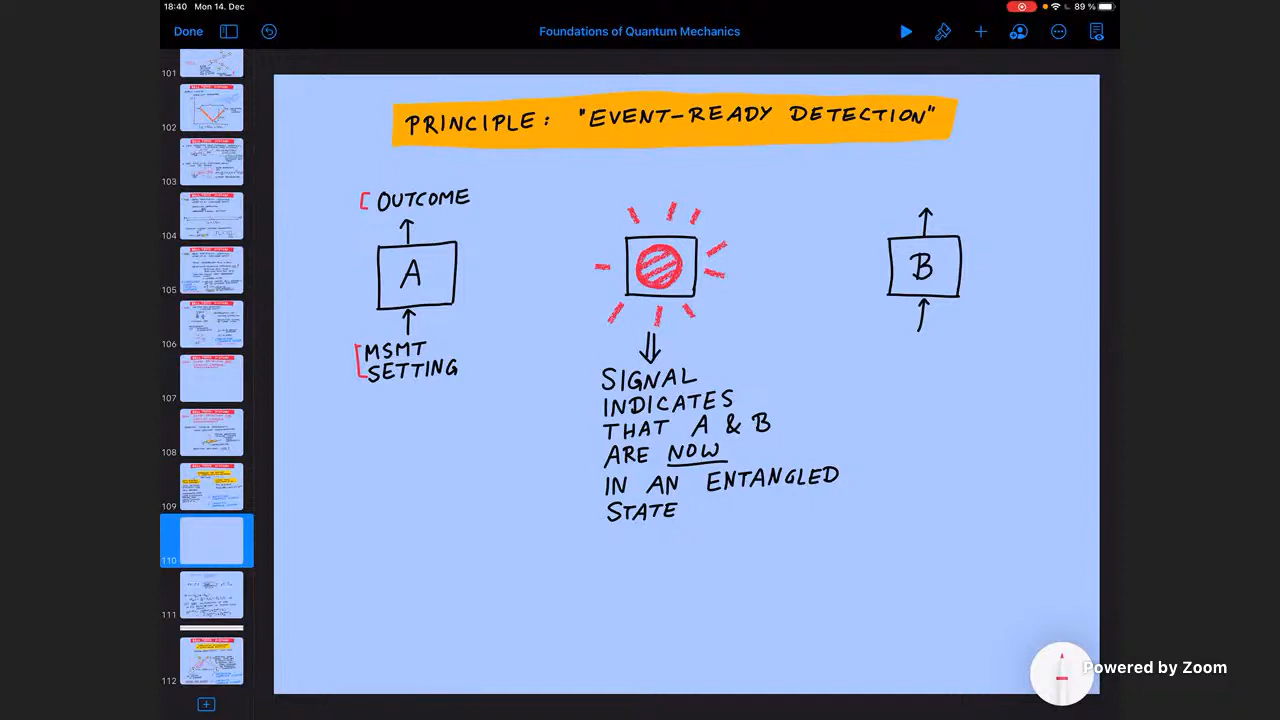 18:40 Mon 14. Dec
89 %
Done
Foundations of Quantum Mechanics
101
102
103
104
105
106
107
108
109
110
111
112
PRINCIPLE: "EVENT-READY DETECTION"
OUTCOME
A
B
MSMT
SETTING
SIGNAL
INDICATES
THAT A & B
ARE NOW
IN AN ENTANGLED
STATE
Powered by Zoom